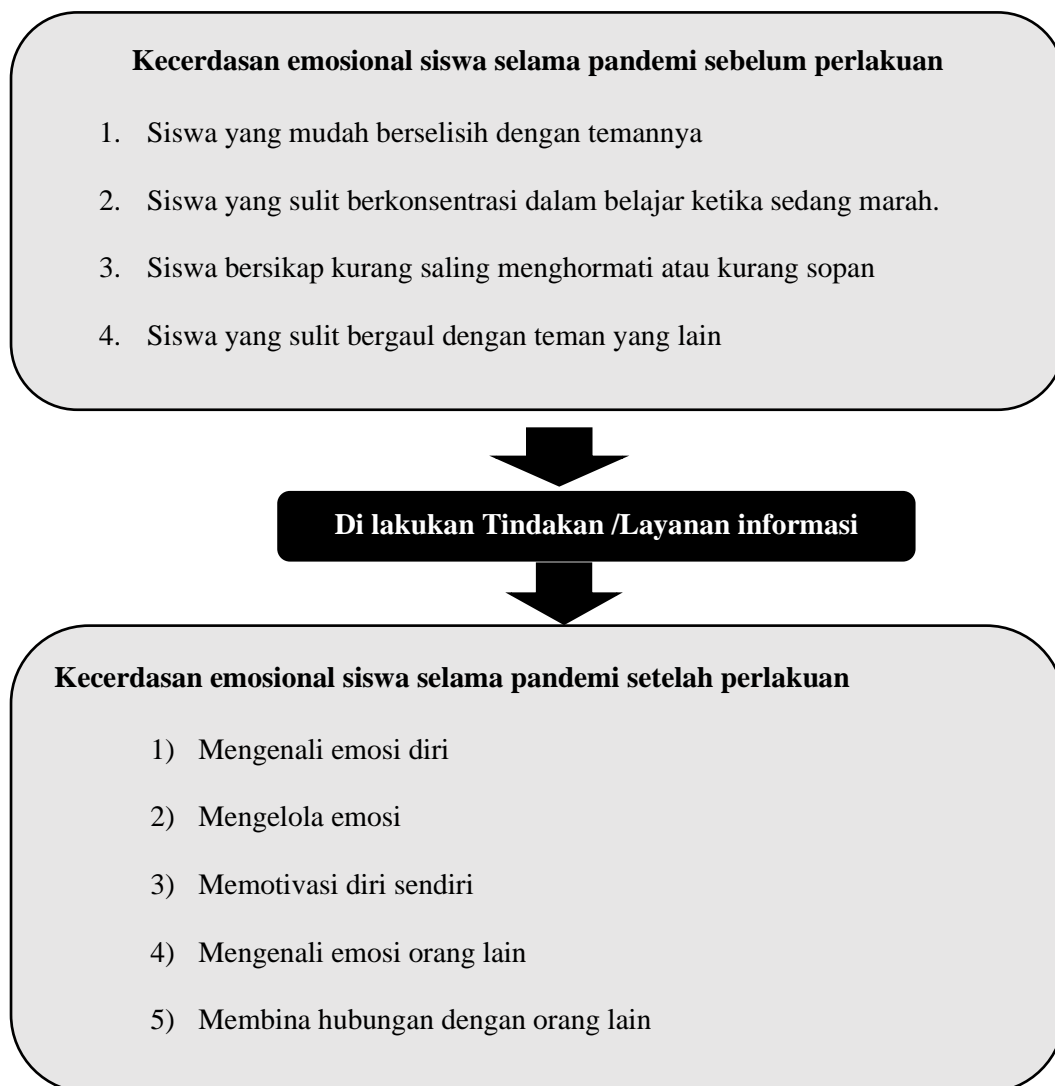 Kecerdasan emosional siswa selama pandemi sebelum perlakuan
1. Siswa yang mudah berselisih dengan temannya
2. Siswa yang sulit berkonsentrasi dalam belajar ketika sedang marah.
3. Siswa bersikap kurang saling menghormati atau kurang sopan
4. Siswa yang sulit bergaul dengan teman yang lain
Di lakukan Tindakan /Layanan informasi
Kecerdasan emosional siswa selama pandemi setelah perlakuan
1) Mengenali emosi diri
2) Mengelola emosi
3) Memotivasi diri sendiri
4) Mengenali emosi orang lain
5) Membina hubungan dengan orang lain